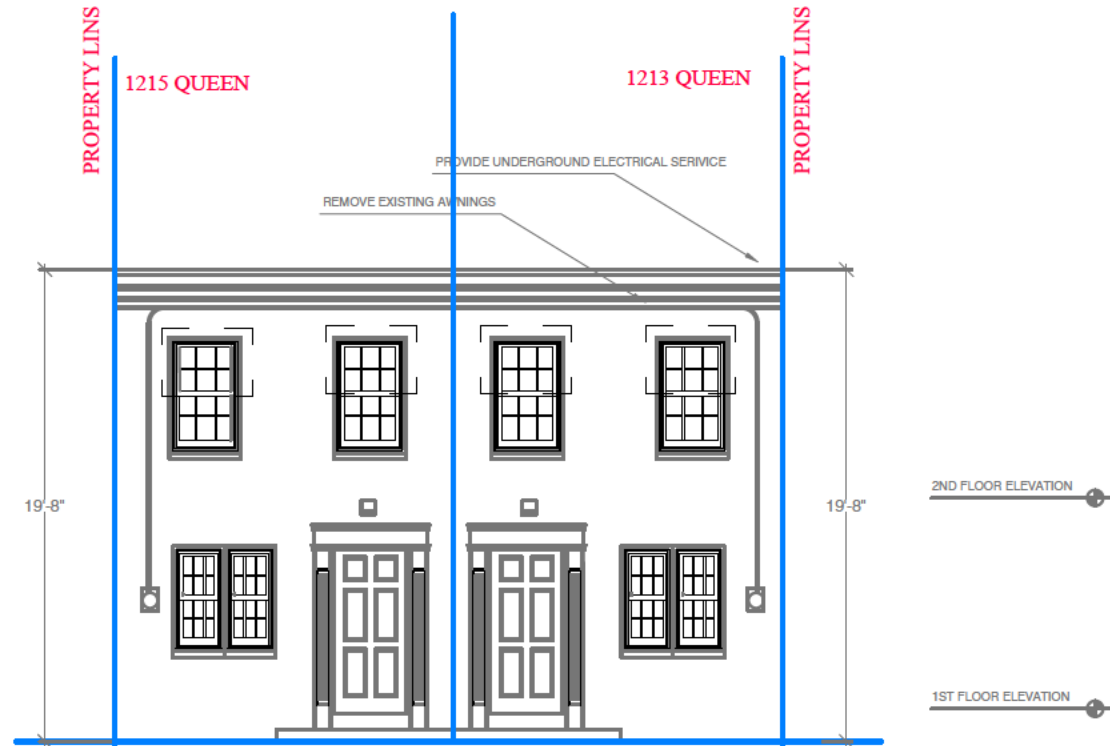 PROPERTY LINS
1215 QUEEN
1213 QUEEN
PROPERTY LINS
PROVIDE UNDERGROUND ELECTRICAL SERIVICE
REMOVE EXISTING AWNINGS
19'-8"
19'-8"
2ND FLOOR ELEVATION
1ST FLOOR ELEVATION